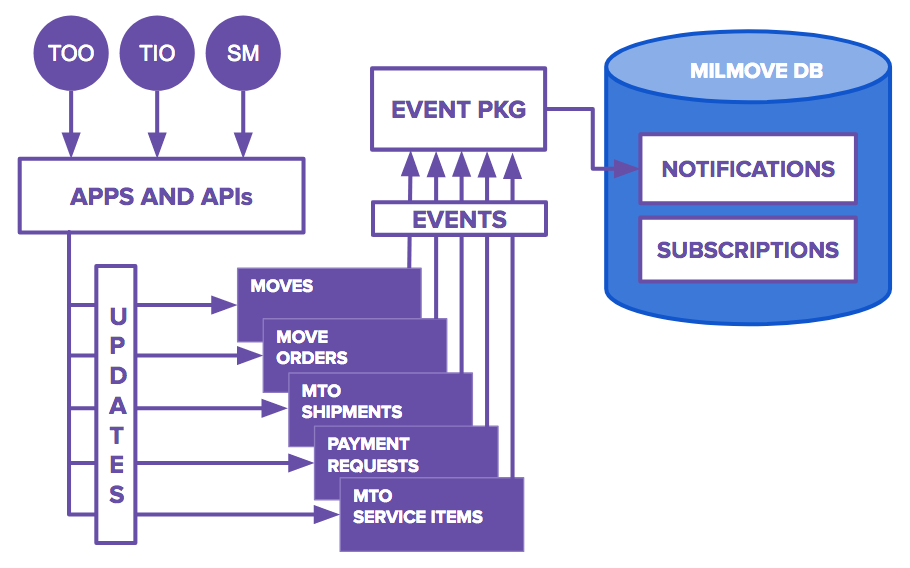 TOO
TIO
SM
APPS AND APIs
UPDATES
MOVES
MOVE
ORDERS
MTO
SHIPMENTS
PAYMENT
REQUESTS
MTO
SERVICE ITEMS
EVENTS
EVENT PKG
MILMOVE DB
NOTIFICATIONS
SUBSCRIPTIONS